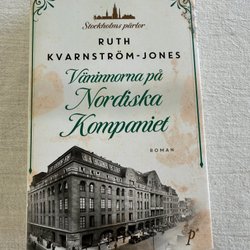 Stockholms pärlor
RUTH
KVARNSTRÖM-JONES
Väninnorna på
Nordiska
Kompaniet
ROMAN
P